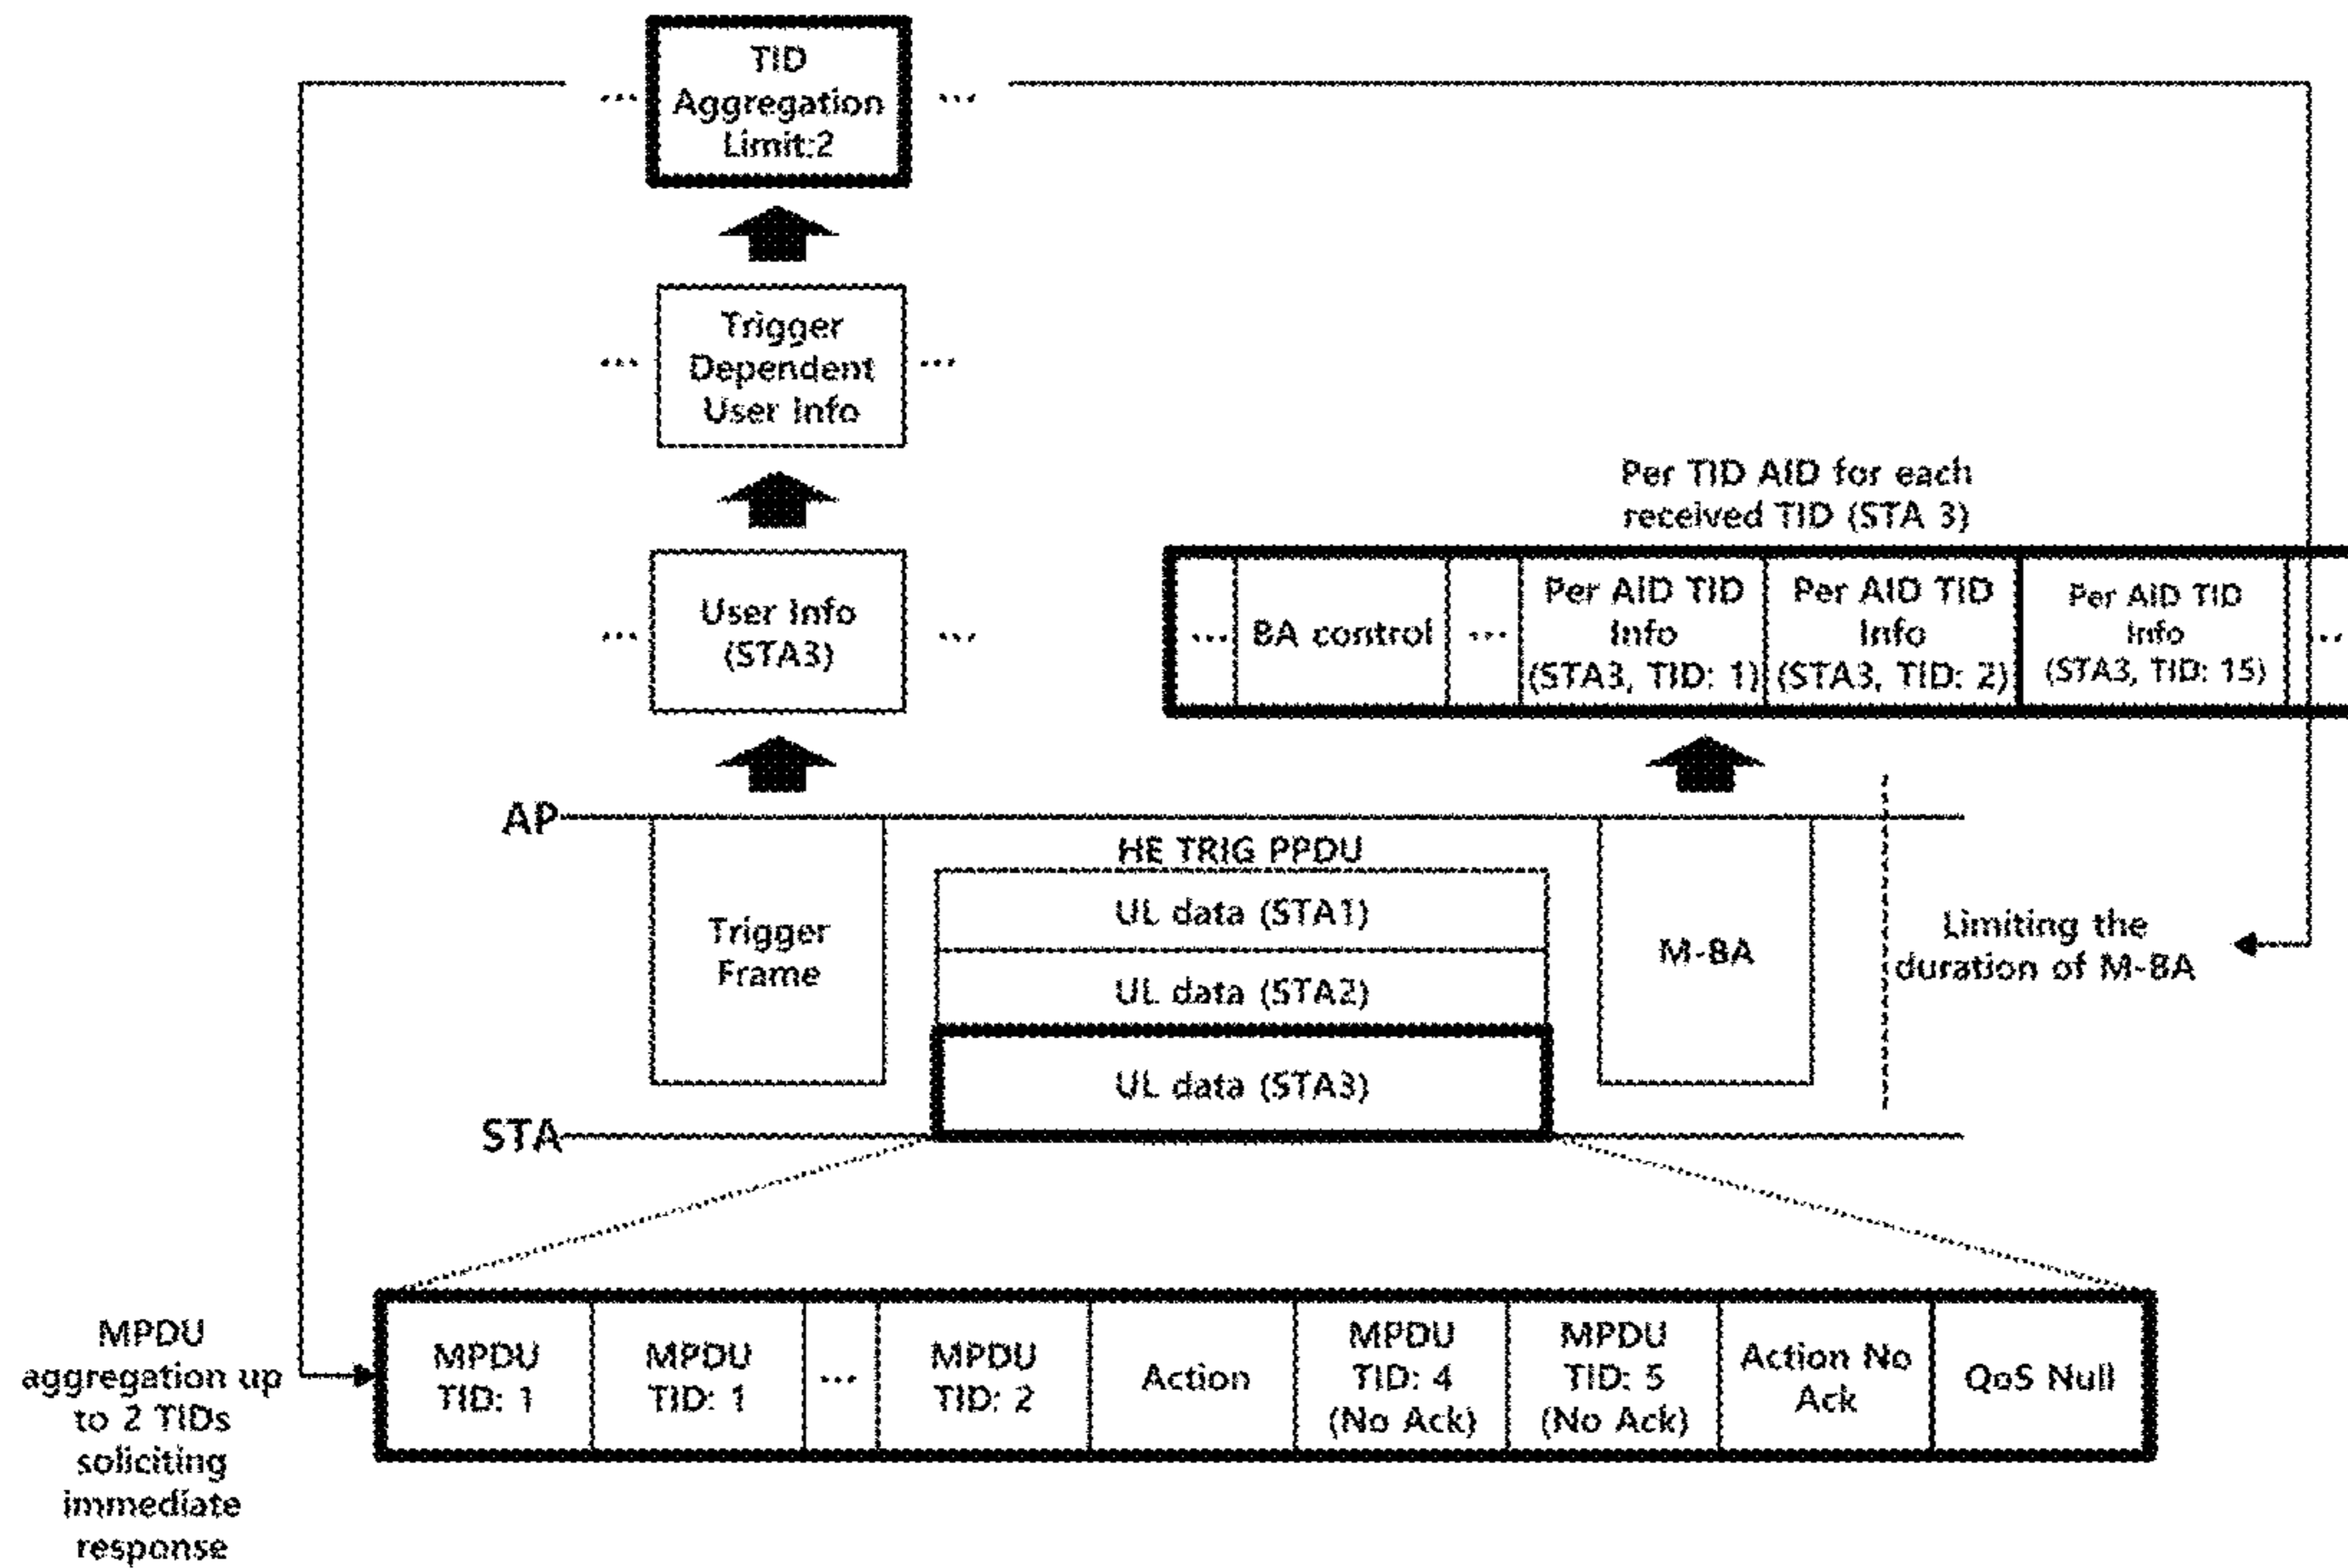 TID
Aggregation
Limit:2
...
...
Trigger
Dependent
User Info
...
...
Per TID AID for each
received TID (STA 3)
User Info
(STA3)
...
...
...
BA control
...
Per AID TID
Info
(STA3, TID: 1)
Per AID TID
Info
(STA3, TID: 2)
Per AID TID
Info
(STA3, TID: 15)
...
AP
HE TRIG PPDU
Trigger
Frame
UL data (STA1)
UL data (STA2)
UL data (STA3)
M-BA
Limiting the
duration of M-BA
STA
MPDU
aggregation up
to 2 TIDs
soliciting
immediate
response
MPDU
TID: 1
MPDU
TID: 1
...
MPDU
TID: 2
Action
MPDU
TID: 4
(No Ack)
MPDU
TID: 5
(No Ack)
Action No
Ack
QoS Null